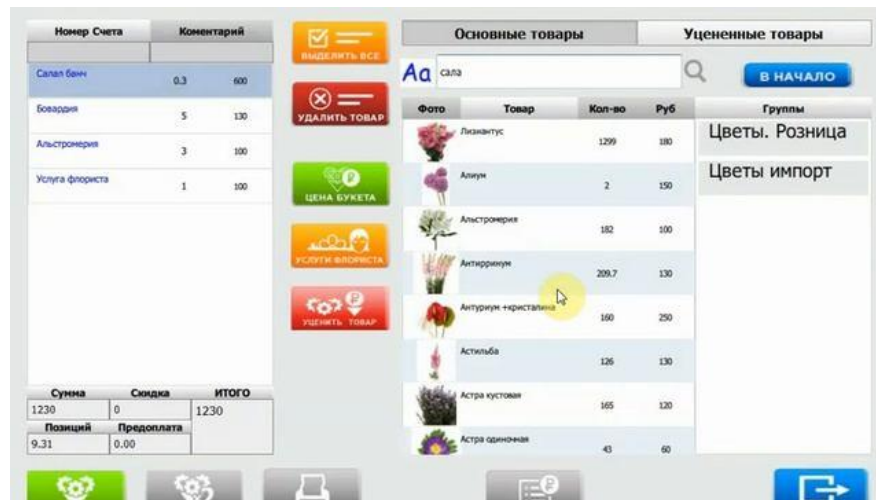 Номер Счета Коментарий
Салал банч 0.3 600
Бовардия 5 130
Альстромерия 3 100
Услуга флориста 1 100
Сумма Скидка ИТОГО
1230 0 1230
Позиций Предоплата
9.31 0.00
ВЫДЕЛИТЬ ВСЕ
УДАЛИТЬ ТОВАР
ЦЕНА БУКЕТА
УСЛУГИ ФЛОРИСТА
УЦЕНИТЬ ТОВАР
Основные товары Уцененные товары
Aa сала В НАЧАЛО
Фото Товар Кол-во Руб Группы
Лизиантус 1299 180
Алиум 2 150
Альстромерия 182 100
Антирринум 209.7 130
Антуриум +кристалина 160 250
Астильба 126 130
Астра кустовая 165 120
Астра одиночная 43 60
Цветы. Розница
Цветы импорт